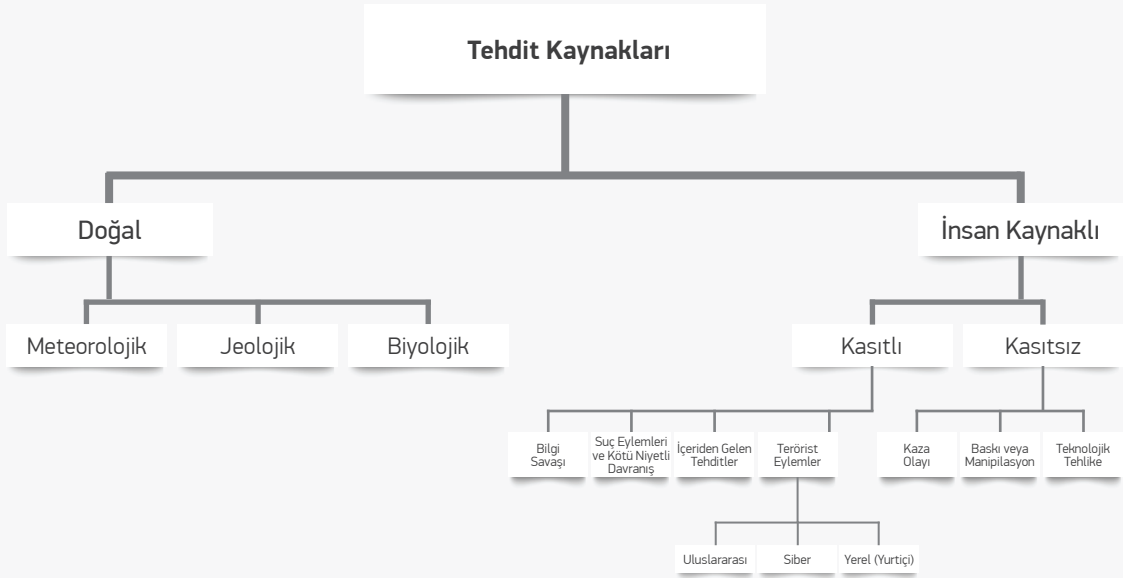 Tehdit Kaynakları
Doğal
İnsan Kaynaklı
Meteorolojik
Jeolojik
Biyolojik
Kasıtlı
Kasıtsız
Bilgi
Savaşı
Suç Eylemleri
ve Kötü Niyetli
Davranış
İçeriden Gelen
Tehditler
Terörist
Eylemler
Kaza
Olayı
Baskı veya
Manipilasyon
Teknolojik
Tehlike
Uluslararası
Siber
Yerel (Yurtiçi)